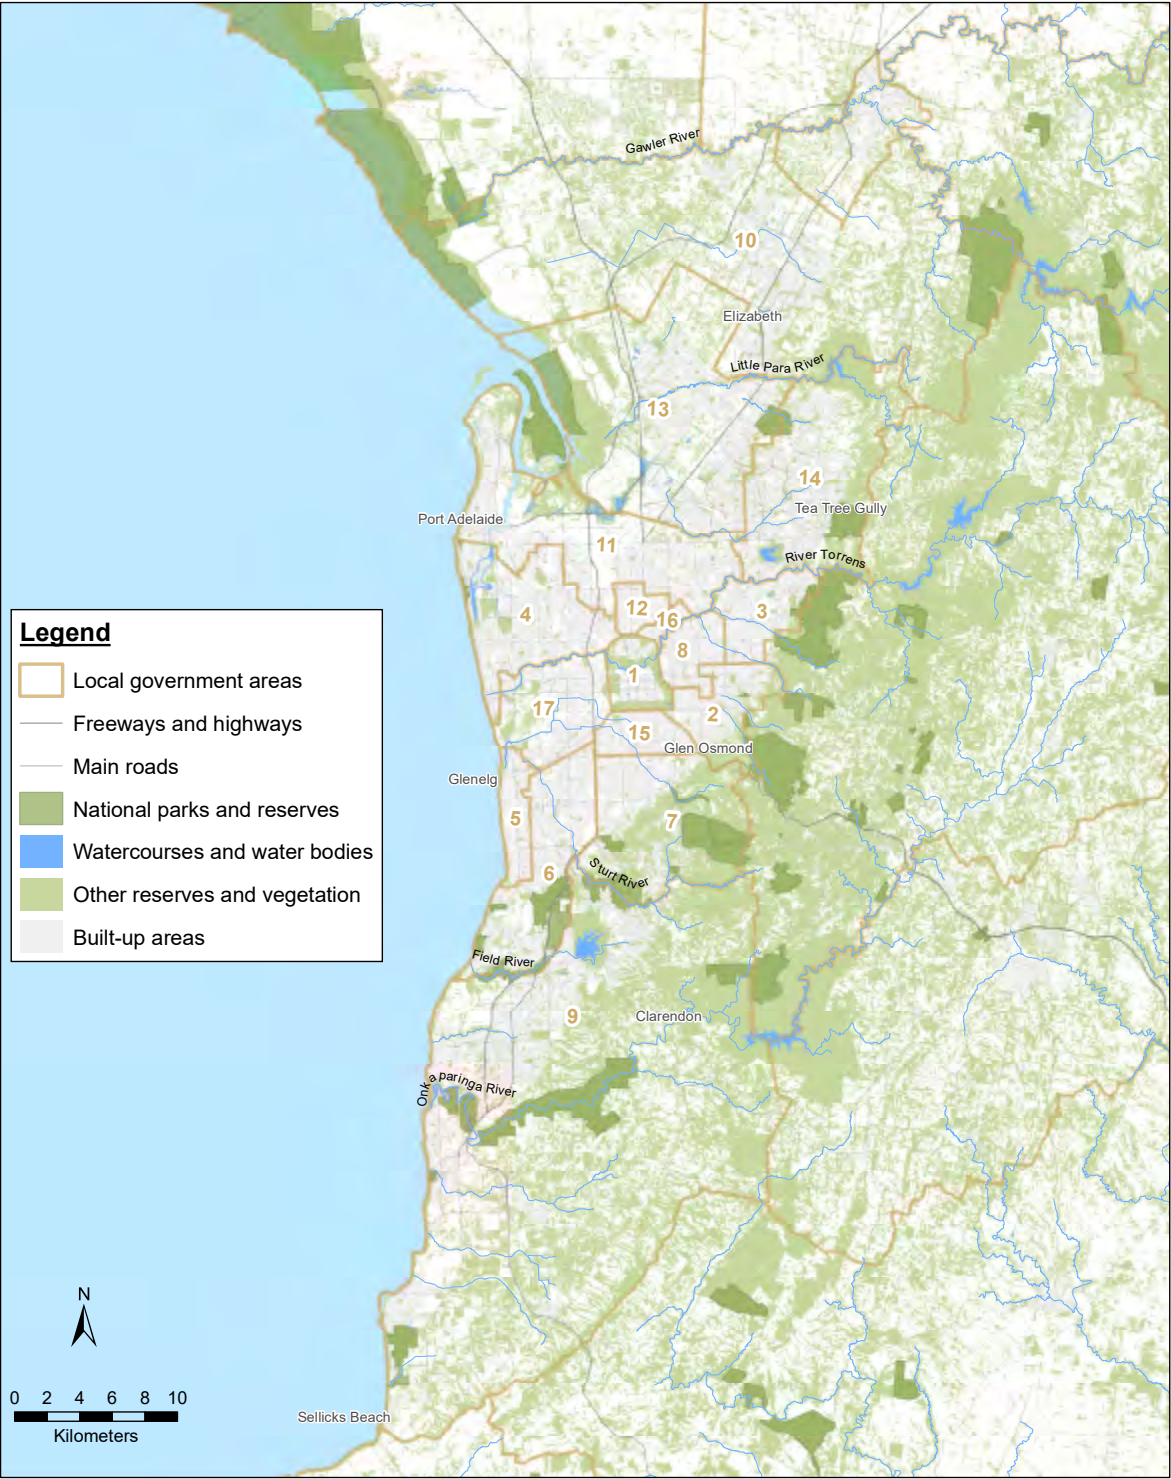 Gawler River
10
Elizabeth
Little Para River
13
14
Tea Tree Gully
Port Adelaide
11
River Torrens
4
12
16
3
8
1
17
2
15
Glen Osmond
Glenelg
5
7
6
Sturt River
Field River
9
Clarendon
Onkaparinga River
Sellicks Beach
Legend
Local government areas
Freeways and highways
Main roads
National parks and reserves
Watercourses and water bodies
Other reserves and vegetation
Built-up areas
N
0 2 4 6 8 10
Kilometers